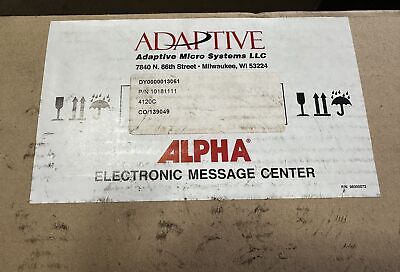 ADAPTIVE
Adaptive Micro Systems LLC
7840 N. 86th Street · Milwaukee, WI 53224
DY0000013061
P/N 10181111
4120C
CO/139049
ALPHA®
ELECTRONIC MESSAGE CENTER